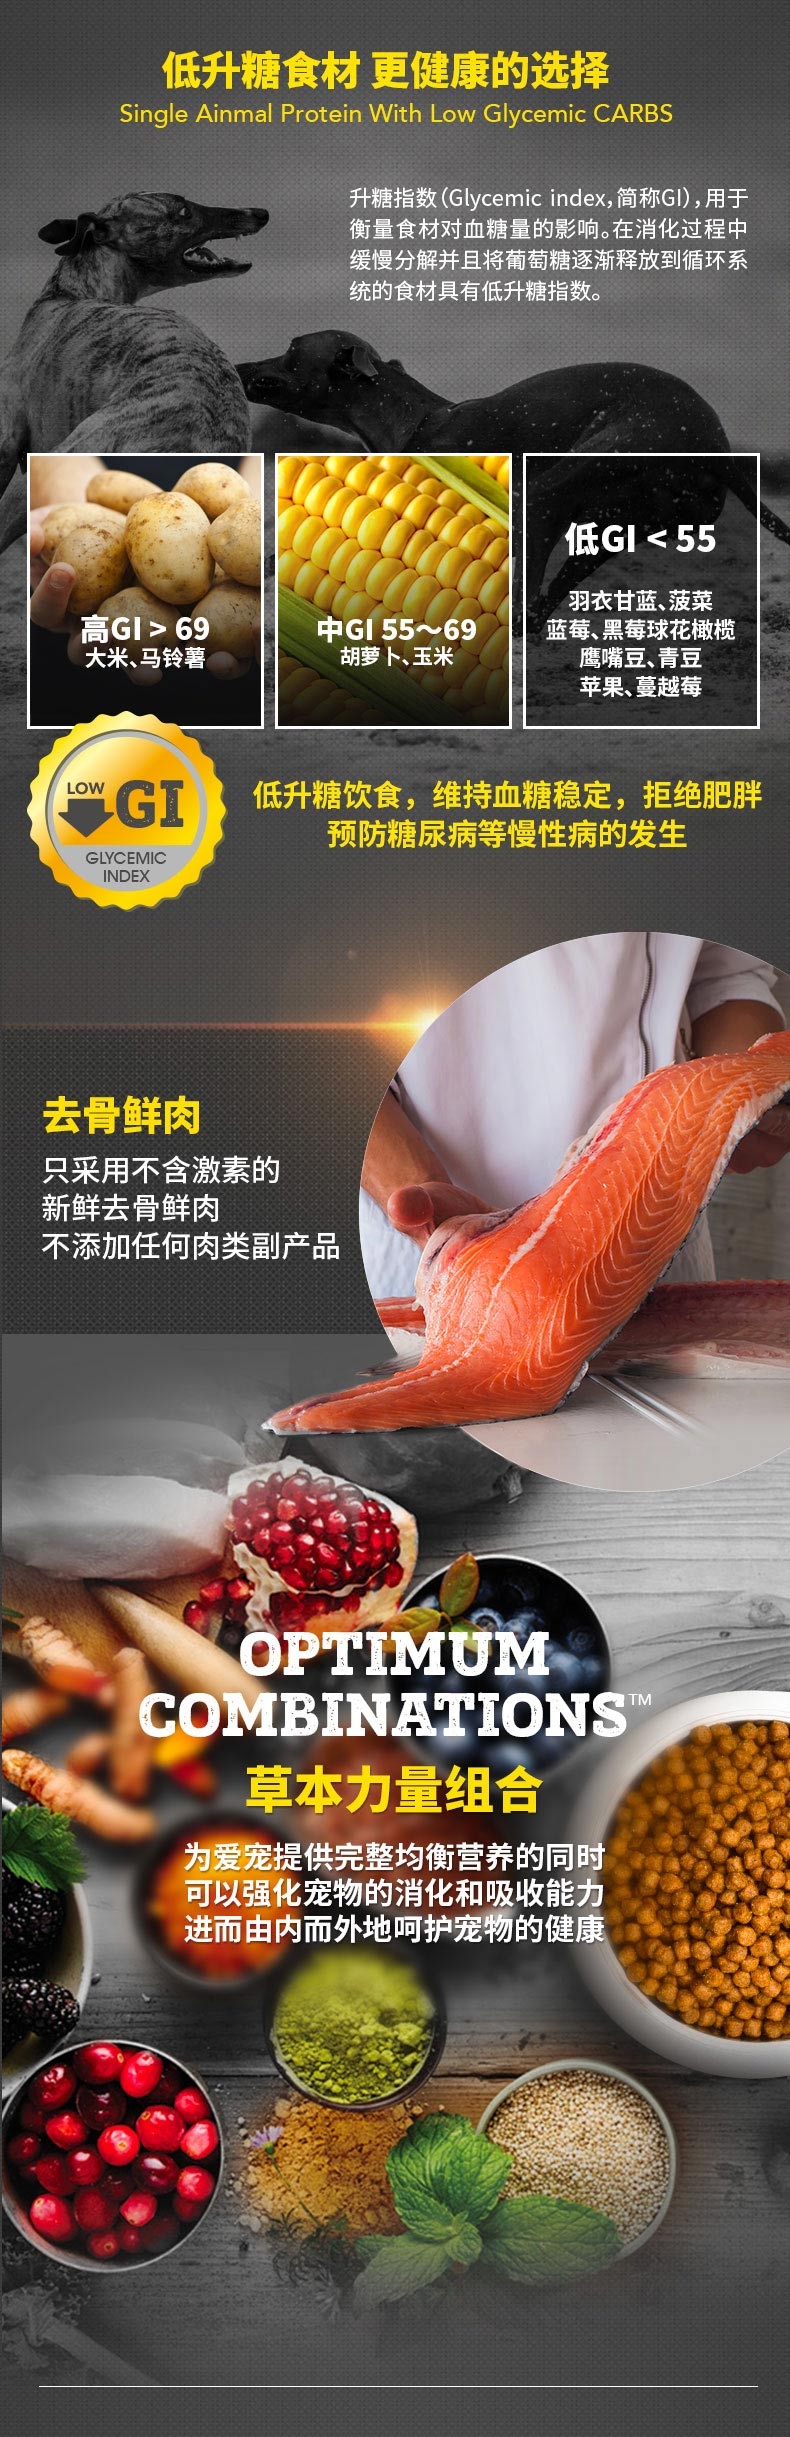 低升糖食材 更健康的选择
Single Ainmal Protein With Low Glycemic CARBS
升糖指数(Glycemic index,简称GI),用于
衡量食材对血糖量的影响。在消化过程中
缓慢分解并且将葡萄糖逐渐释放到循环系
统的食材具有低升糖指数。
高GI > 69
大米、马铃薯
中GI 55～69
胡萝卜、玉米
低GI < 55
羽衣甘蓝、菠菜
蓝莓、黑莓球花橄榄
鹰嘴豆、青豆
苹果、蔓越莓
LOW GI
GLYCEMIC
INDEX
低升糖饮食，维持血糖稳定，拒绝肥胖
预防糖尿病等慢性病的发生
去骨鲜肉
只采用不含激素的
新鲜去骨鲜肉
不添加任何肉类副产品
OPTIMUM
COMBINATIONS™
草本力量组合
为爱宠提供完整均衡营养的同时
可以强化宠物的消化和吸收能力
进而由内而外地呵护宠物的健康